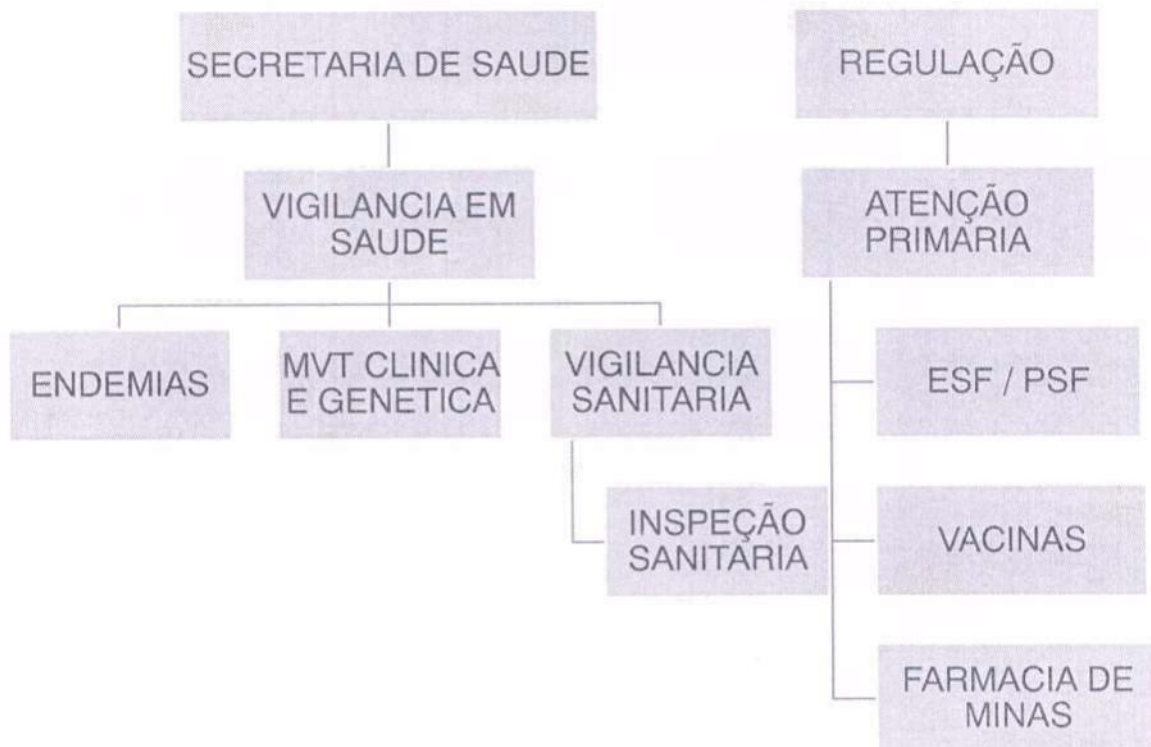 SECRETARIA DE SAUDE
REGULAÇÃO
VIGILANCIA EM
SAUDE
ATENÇÃO
PRIMARIA
ENDEMIAS
MVT CLINICA
E GENETICA
VIGILANCIA
SANITARIA
ESF / PSF
INSPEÇÃO
SANITARIA
VACINAS
FARMACIA DE
MINAS